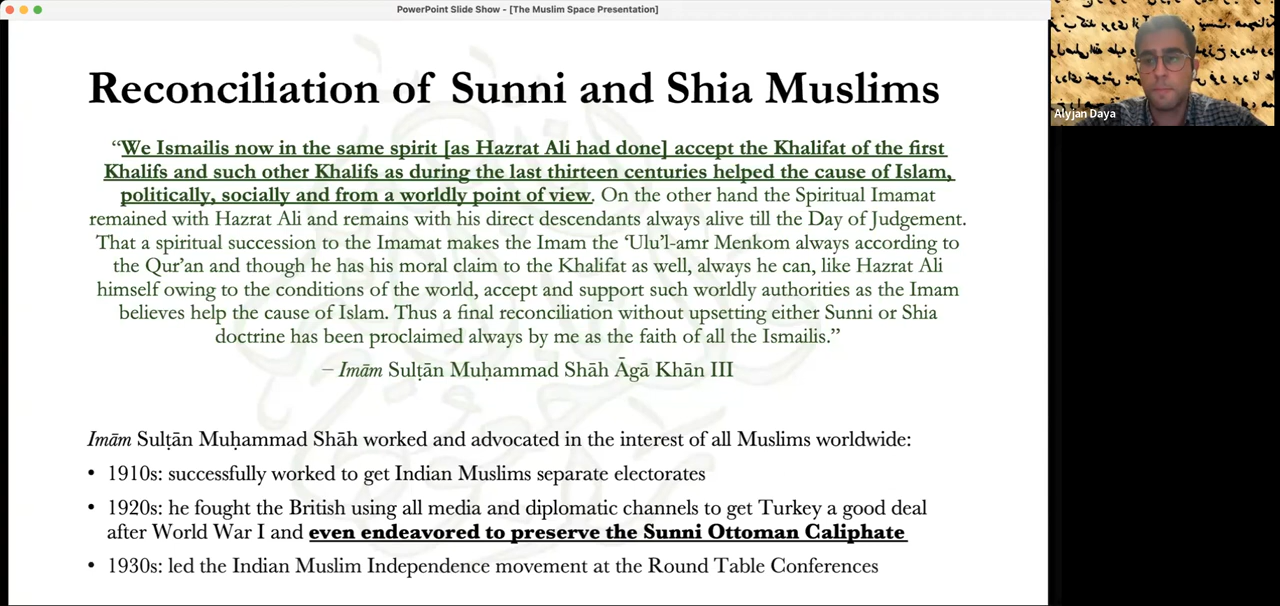 PowerPoint Slide Show - [The Muslim Space Presentation]
Reconciliation of Sunni and Shia Muslims
“We Ismailis now in the same spirit [as Hazrat Ali had done] accept the Khalifat of the first
Khalifs and such other Khalifs as during the last thirteen centuries helped the cause of Islam,
politically, socially and from a worldly point of view. On the other hand the Spiritual Imamat
remained with Hazrat Ali and remains with his direct descendants always alive till the Day of Judgement.
That a spiritual succession to the Imamat makes the Imam the ‘Ulu’l-amr Menkom always according to
the Qur’an and though he has his moral claim to the Khalifat as well, always he can, like Hazrat Ali
himself owing to the conditions of the world, accept and support such worldly authorities as the Imam
believes help the cause of Islam. Thus a final reconciliation without upsetting either Sunni or Shia
doctrine has been proclaimed always by me as the faith of all the Ismailis.”
– Imām Sulṭān Muḥammad Shāh Āgā Khān III
Imām Sulṭān Muḥammad Shāh worked and advocated in the interest of all Muslims worldwide:
• 1910s: successfully worked to get Indian Muslims separate electorates
• 1920s: he fought the British using all media and diplomatic channels to get Turkey a good deal
after World War I and even endeavored to preserve the Sunni Ottoman Caliphate
• 1930s: led the Indian Muslim Independence movement at the Round Table Conferences
Alyjan Daya